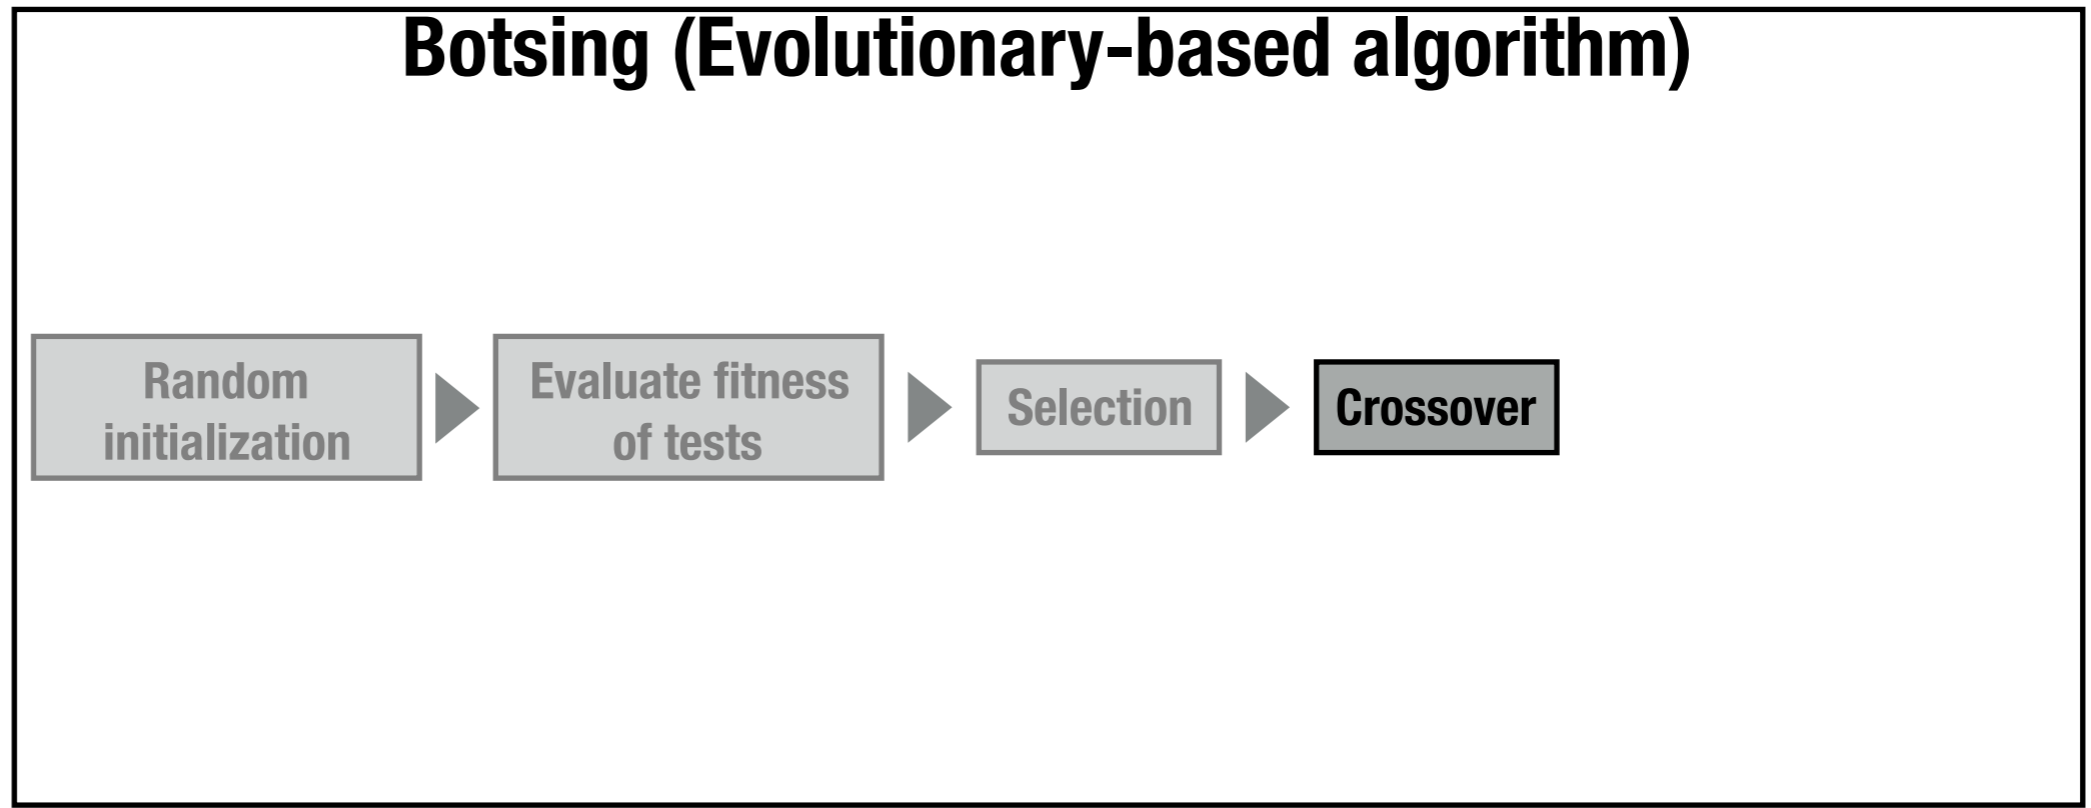 Botsing (Evolutionary-based algorithm)
Random
initialization
Evaluate fitness
of tests
Selection
Crossover